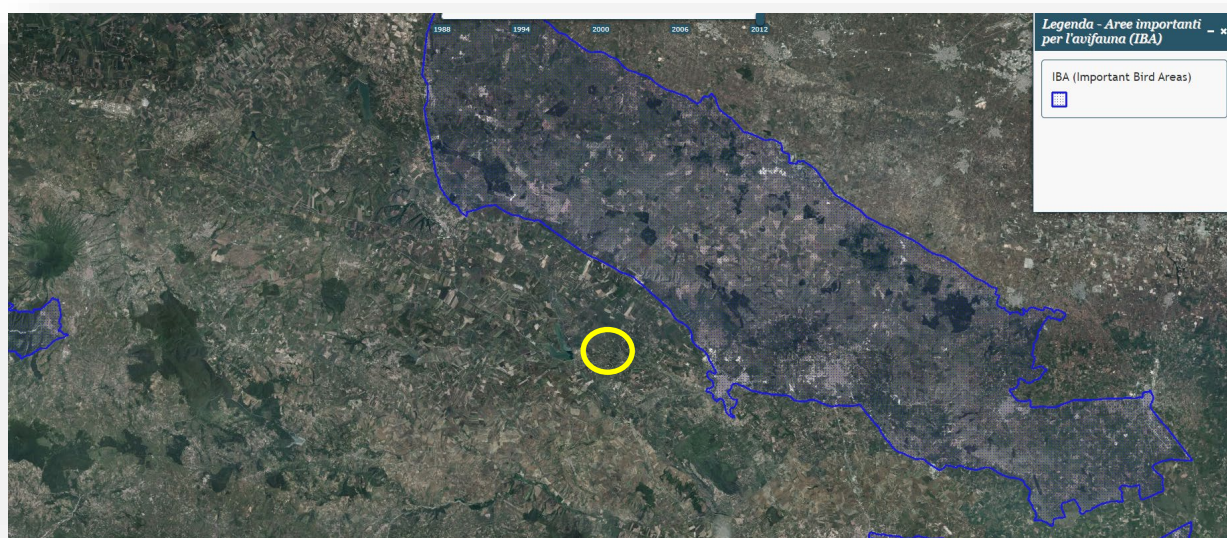 1988 1994 2000 2006 2012
Legenda - Aree importanti
per l'avifauna (IBA)
IBA (Important Bird Areas)